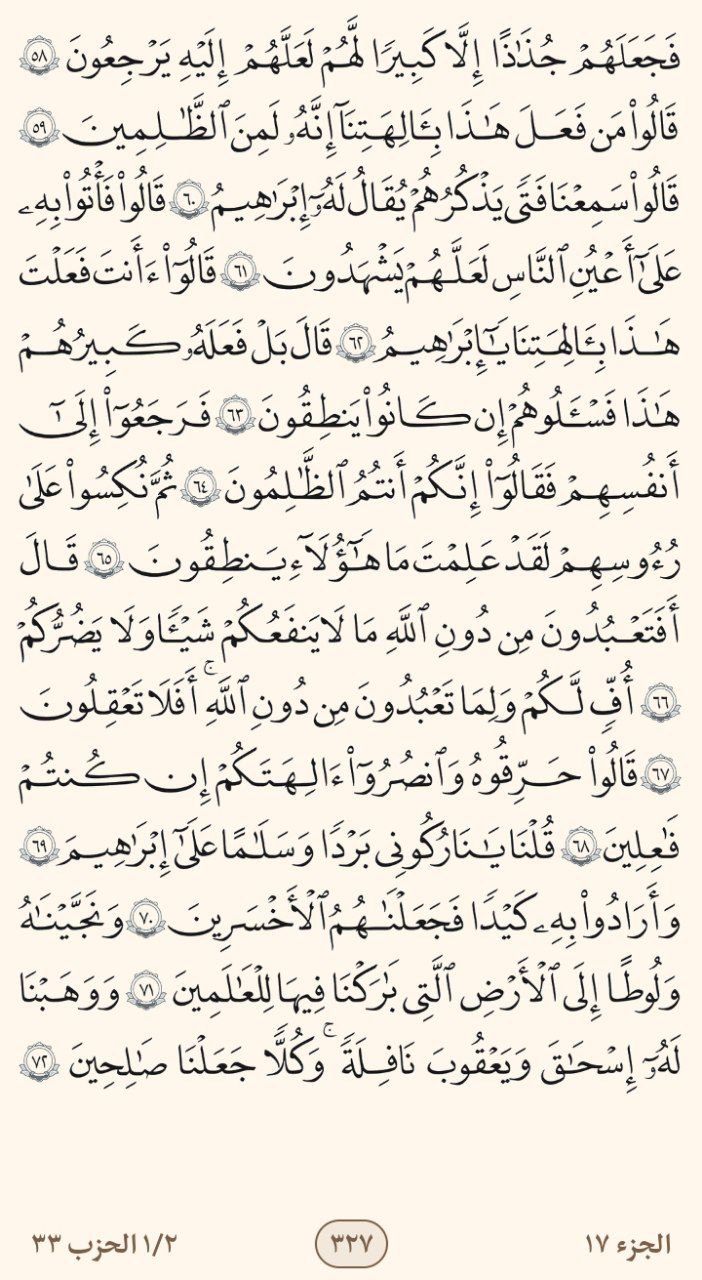 فَجَعَلَهُمْ جُذَٰذًا إِلَّا كَبِيرًا لَّهُمْ لَعَلَّهُمْ إِلَيْهِ يَرْجِعُونَ ٥٨
قَالُوا۟ مَن فَعَلَ هَـٰذَا بِـَٔالِهَتِنَآ إِنَّهُۥ لَمِنَ ٱلظَّـٰلِمِينَ ٥٩
قَالُوا۟ سَمِعْنَا فَتًى يَذْكُرُهُمْ يُقَالُ لَهُۥٓ إِبْرَٰهِيمُ ٦٠ قَالُوا۟ فَأْتُوا۟ بِهِۦ
عَلَىٰٓ أَعْيُنِ ٱلنَّاسِ لَعَلَّهُمْ يَشْهَدُونَ ٦١ قَالُوٓا۟ ءَأَنتَ فَعَلْتَ
هَـٰذَا بِـَٔالِهَتِنَا يَـٰٓإِبْرَٰهِيمُ ٦٢ قَالَ بَلْ فَعَلَهُۥ كَبِيرُهُمْ
هَـٰذَا فَسْـَٔلُوهُمْ إِن كَانُوا۟ يَنطِقُونَ ٦٣ فَرَجَعُوٓا۟ إِلَىٰٓ
أَنفُسِهِمْ فَقَالُوٓا۟ إِنَّكُمْ أَنتُمُ ٱلظَّـٰلِمُونَ ٦٤ ثُمَّ نُكِسُوا۟ عَلَىٰ
رُءُوسِهِمْ لَقَدْ عَلِمْتَ مَا هَـٰٓؤُلَآءِ يَنطِقُونَ ٦٥ قَالَ
أَفَتَعْبُدُونَ مِن دُونِ ٱللَّهِ مَا لَا يَنفَعُكُمْ شَيْـًٔا وَلَا يَضُرُّكُمْ
٦٦ أُفٍّ لَّكُمْ وَلِمَا تَعْبُدُونَ مِن دُونِ ٱللَّهِ ۚ أَفَلَا تَعْقِلُونَ
٦٧ قَالُوا۟ حَرِّقُوهُ وَٱنصُرُوٓا۟ ءَالِهَتَكُمْ إِن كُنتُمْ
فَـٰعِلِينَ ٦٨ قُلْنَا يَـٰنَارُ كُونِى بَرْدًا وَسَلَـٰمًا عَلَىٰٓ إِبْرَٰهِيمَ ٦٩
وَأَرَادُوا۟ بِهِۦ كَيْدًا فَجَعَلْنَـٰهُمُ ٱلْأَخْسَرِينَ ٧٠ وَنَجَّيْنَـٰهُ
وَلُوطًا إِلَى ٱلْأَرْضِ ٱلَّتِى بَـٰرَكْنَا فِيهَا لِلْعَـٰلَمِينَ ٧١ وَوَهَبْنَا
لَهُۥٓ إِسْحَـٰقَ وَيَعْقُوبَ نَافِلَةً ۖ وَكُلًّا جَعَلْنَا صَـٰلِحِينَ ٧٢
الجزء ١٧ ٣٢٧ ١/٢ الحزب ٣٣